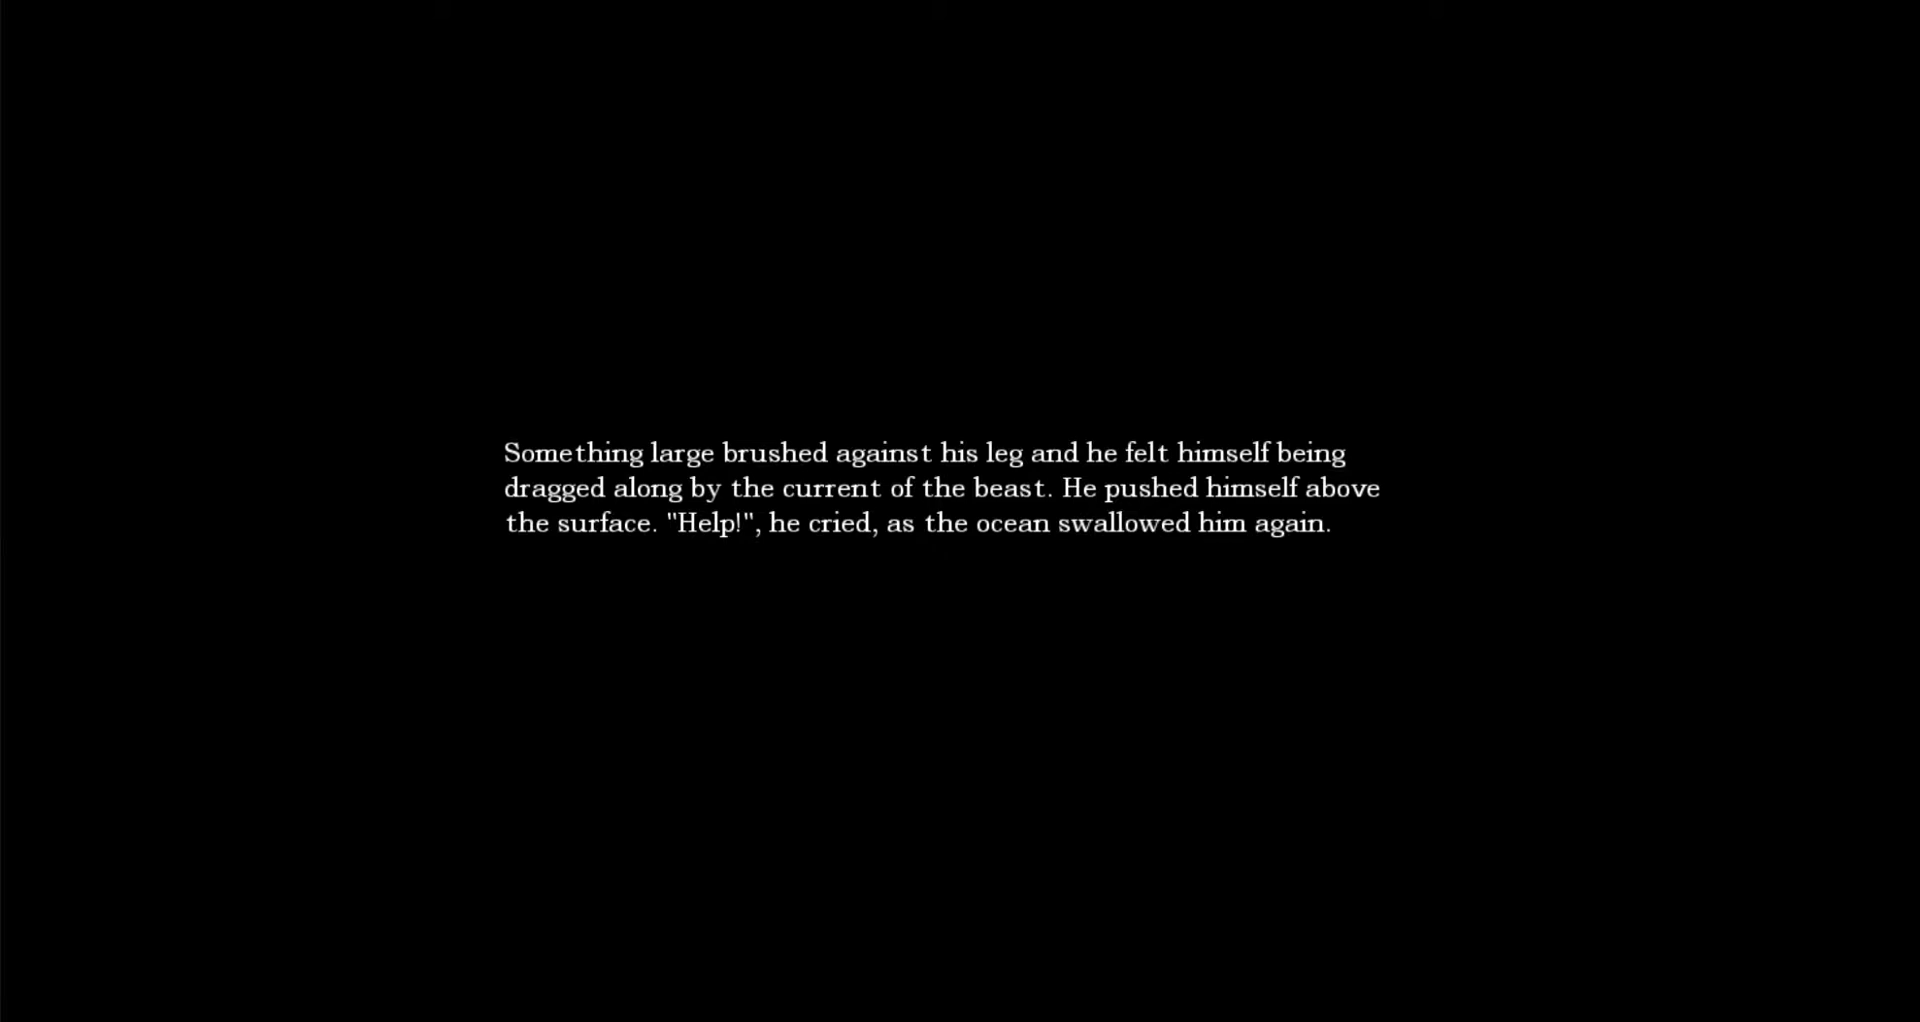 Something large brushed against his leg and he felt himself being
dragged along by the current of the beast. He pushed himself above
the surface. "Help!", he cried, as the ocean swallowed him again.